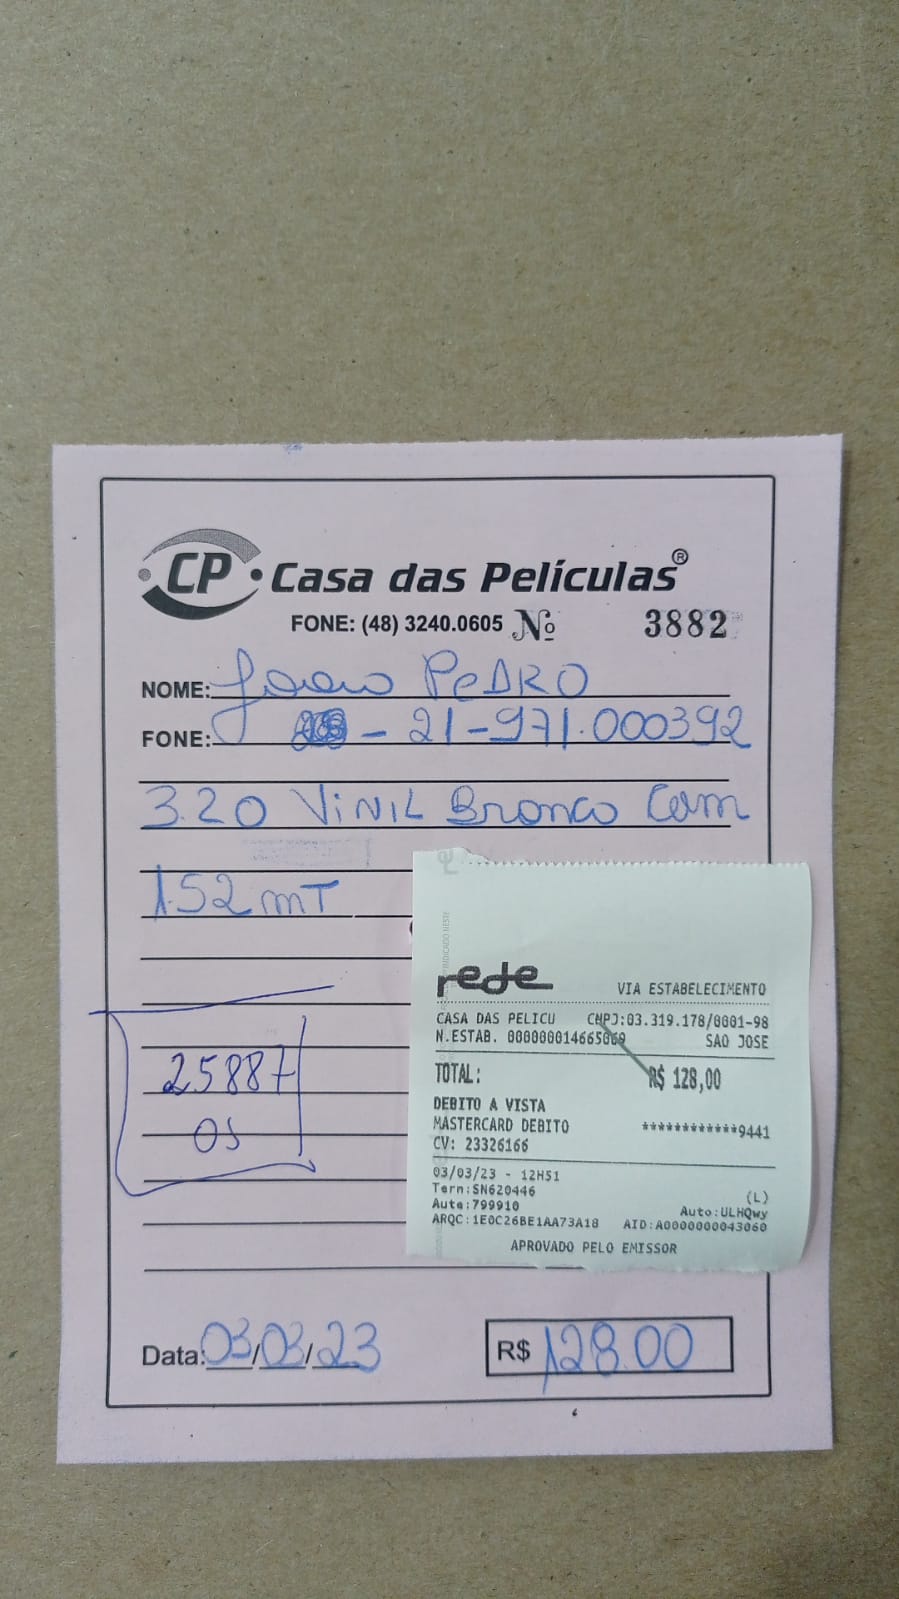 CP Casa das Películas®
FONE: (48) 3240.0605 Nº 3882
NOME: João PEDRO
FONE: - 21-971.000392
3.20 ViNIL Bronco Com
1.52 mT
25887
OS
rede
VIA ESTABELECIMENTO
CASA DAS PELICU CNPJ:03.319.178/0001-98
N.ESTAB. 000000014665069 SAO JOSE
TOTAL: R$ 128,00
DEBITO A VISTA
MASTERCARD DEBITO ************9441
CV: 23326166
03/03/23 - 12H51
Term:SN620446 (L)
Aute:799910 Auto:ULHQwy
ARQC:1E0C26BE1AA73A18 AID:A0000000043060
APROVADO PELO EMISSOR
Data: 03/03/23 R$ 128.00